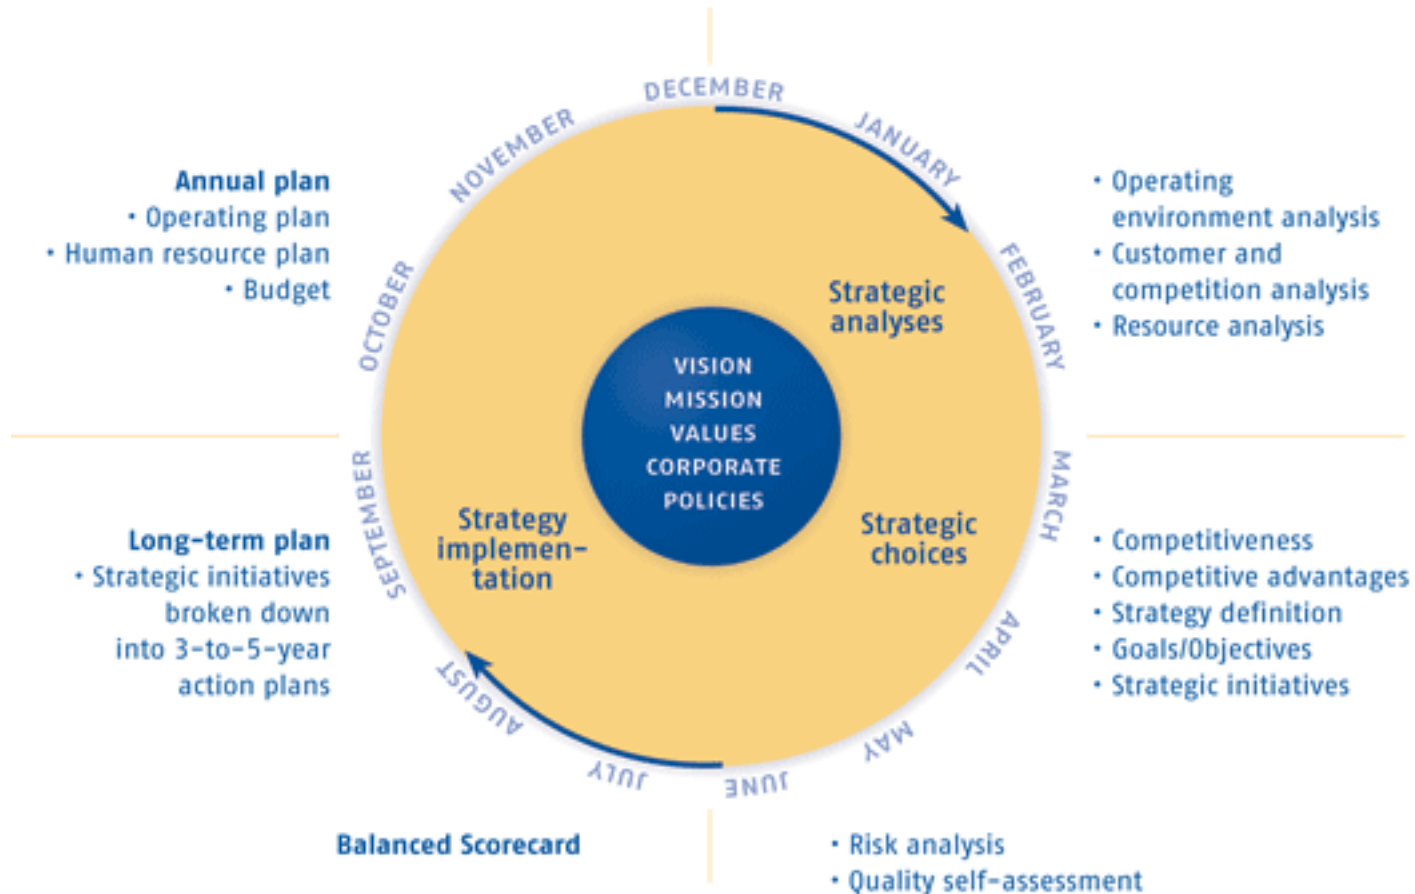 DECEMBER
JANUARY
FEBRUARY
MARCH
APRIL
MAY
JUNE
JULY
AUGUST
SEPTEMBER
OCTOBER
NOVEMBER
Annual plan
• Operating plan
• Human resource plan
• Budget
• Operating
environment analysis
• Customer and
competition analysis
• Resource analysis
Strategic
analyses
VISION
MISSION
VALUES
CORPORATE
POLICIES
Strategy
implemen-
tation
Strategic
choices
Long-term plan
• Strategic initiatives
broken down
into 3-to-5-year
action plans
• Competitiveness
• Competitive advantages
• Strategy definition
• Goals/Objectives
• Strategic initiatives
Balanced Scorecard
• Risk analysis
• Quality self-assessment